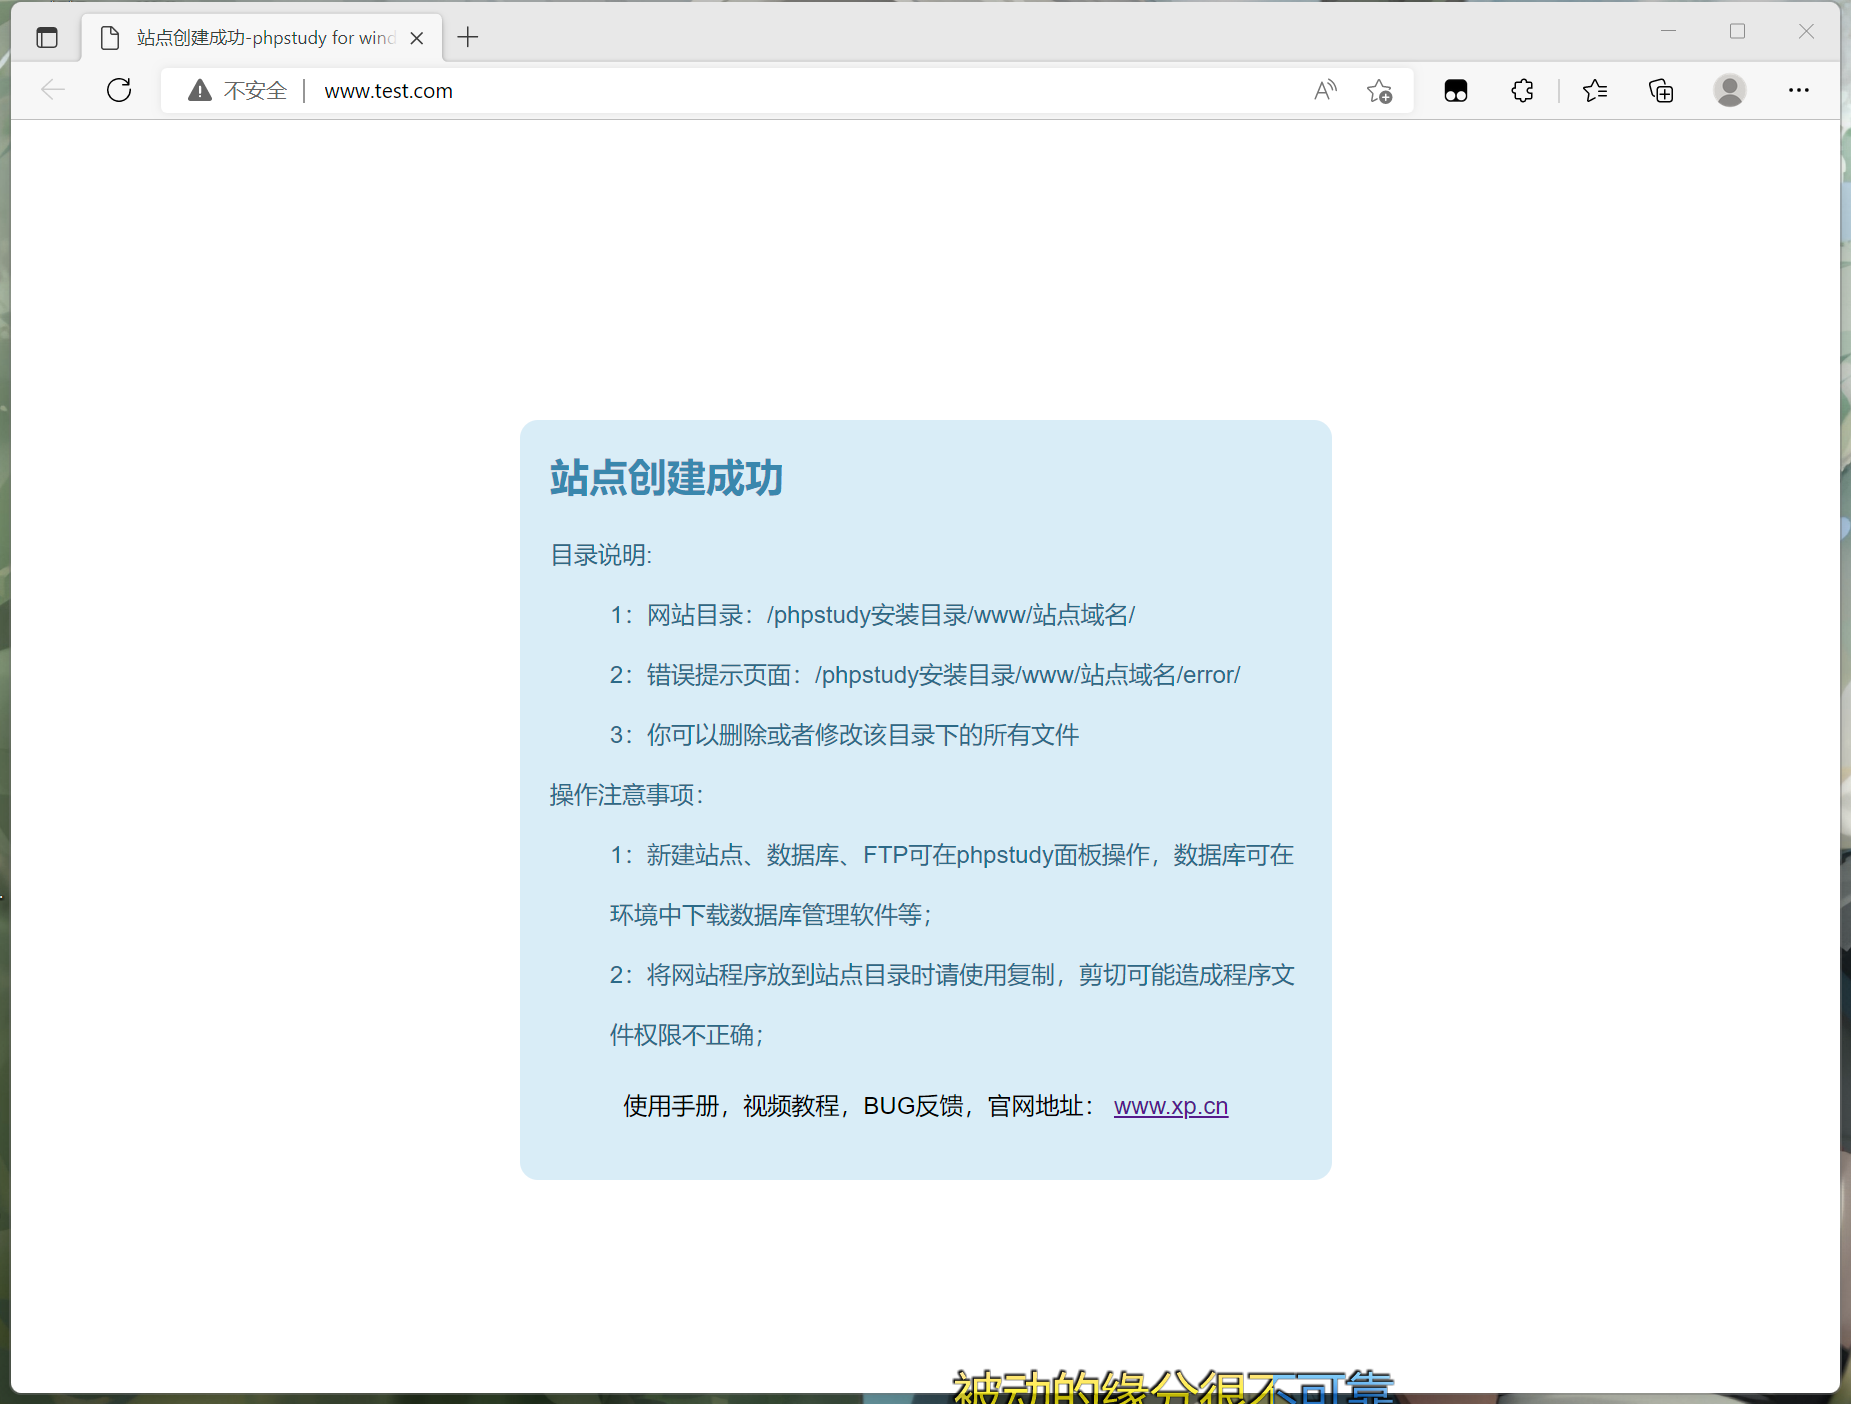 站点创建成功-phpstudy for wind
不安全 | www.test.com
站点创建成功
目录说明:
1：网站目录：/phpstudy安装目录/www/站点域名/
2：错误提示页面：/phpstudy安装目录/www/站点域名/error/
3：你可以删除或者修改该目录下的所有文件
操作注意事项：
1：新建站点、数据库、FTP可在phpstudy面板操作，数据库可在
环境中下载数据库管理软件等；
2：将网站程序放到站点目录时请使用复制，剪切可能造成程序文
件权限不正确；
使用手册，视频教程，BUG反馈，官网地址： www.xp.cn
被动的缘分很不可靠